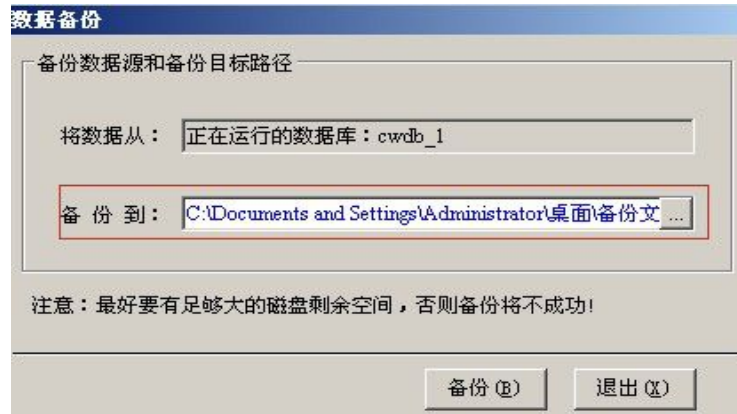 数据备份
备份数据源和备份目标路径
将数据从： 正在运行的数据库：cwdb_1
备 份 到： C:\Documents and Settings\Administrator\桌面\备份文 ...
注意：最好要有足够大的磁盘剩余空间，否则备份将不成功!
备份(B) 退出(X)